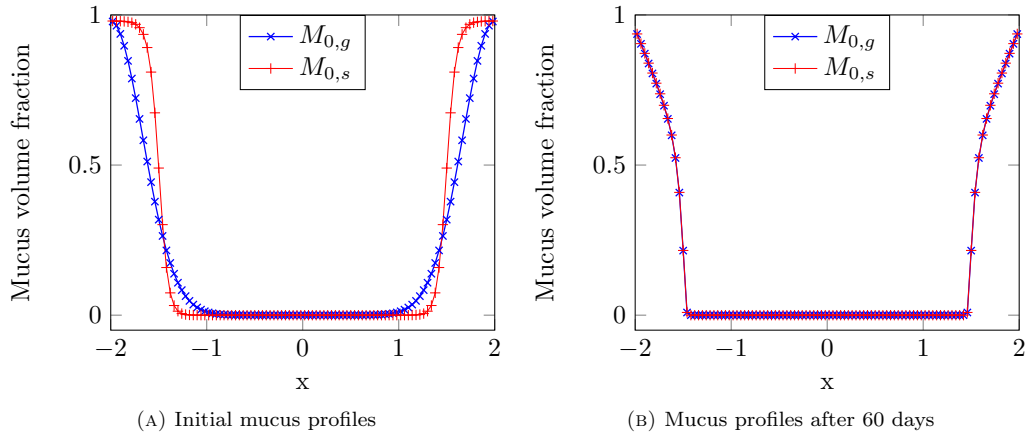 1
0.5
0
Mucus volume fraction
M0,g
M0,s
−2
−1
0
1
2
x
(A) Initial mucus profiles
1
0.5
0
Mucus volume fraction
M0,g
M0,s
−2
−1
0
1
2
x
(B) Mucus profiles after 60 days